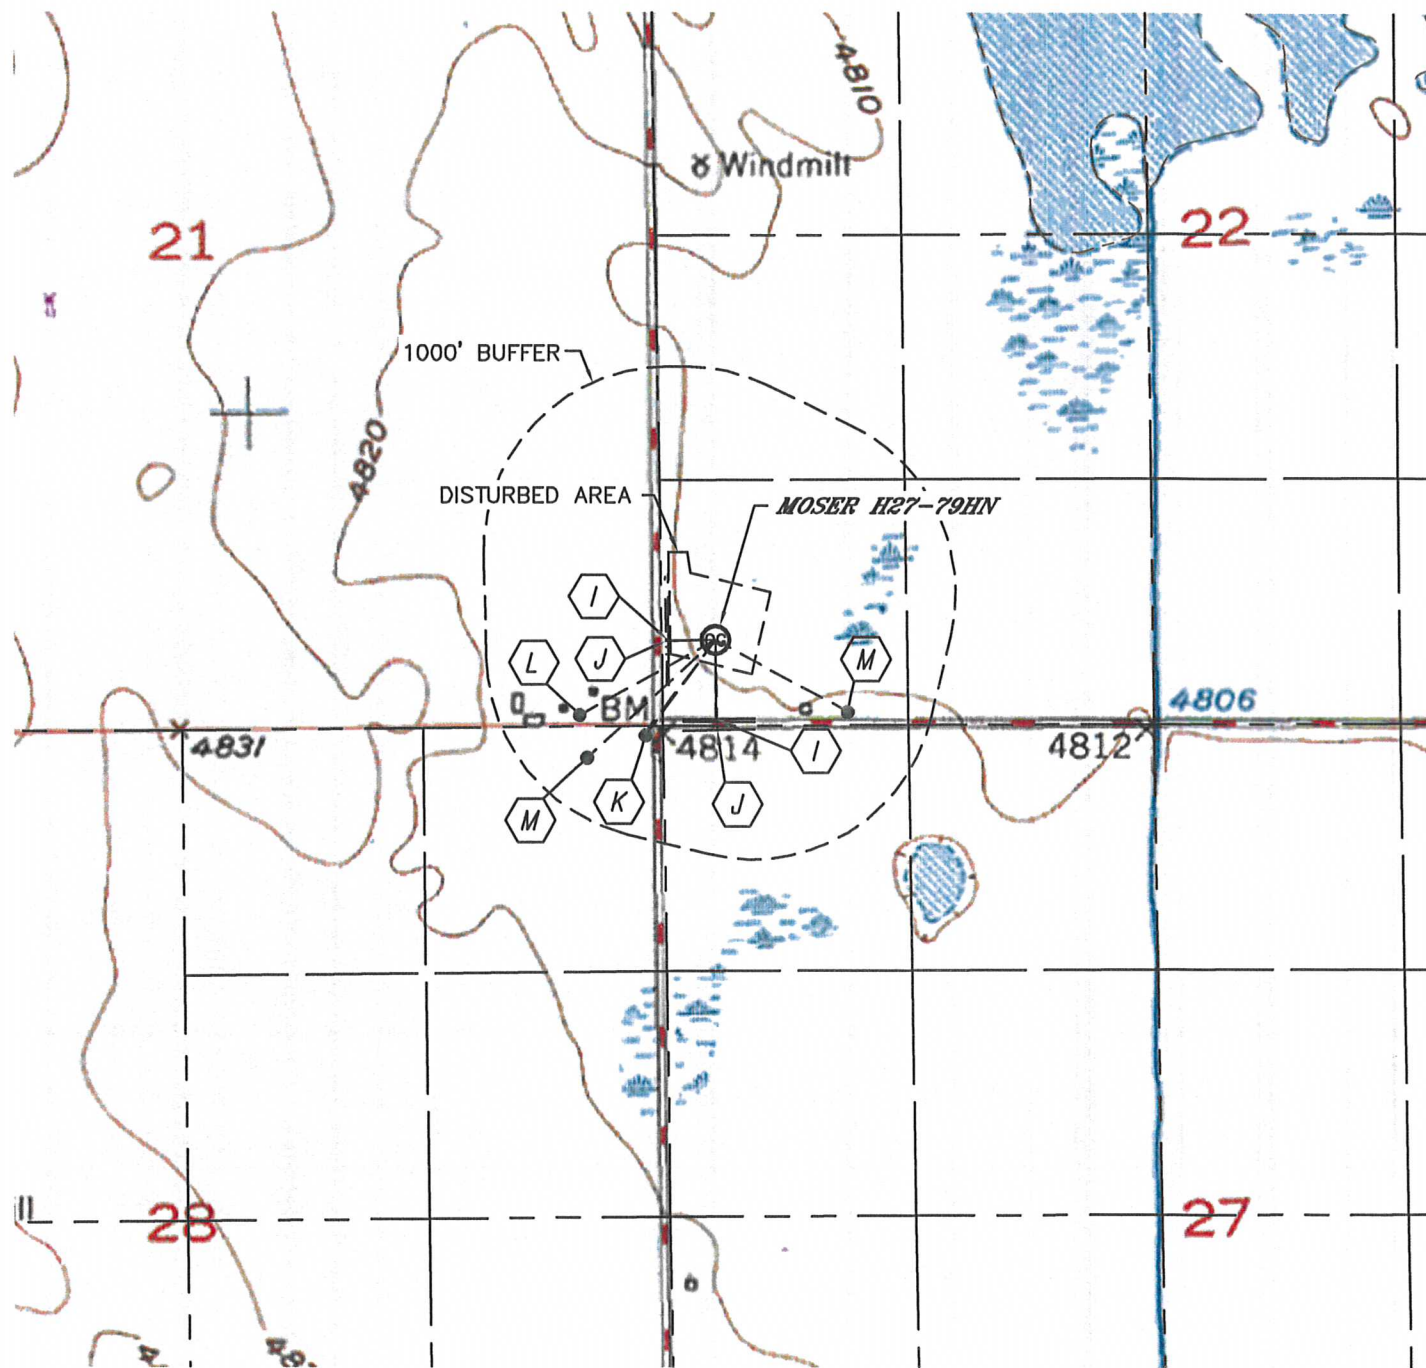 4810
Windmill
21
22
1000' BUFFER
4820
DISTURBED AREA
MOSER H27-79HN
I
J
L
M
BM
4806
4831
4814
I
4812
K
J
M
28
27